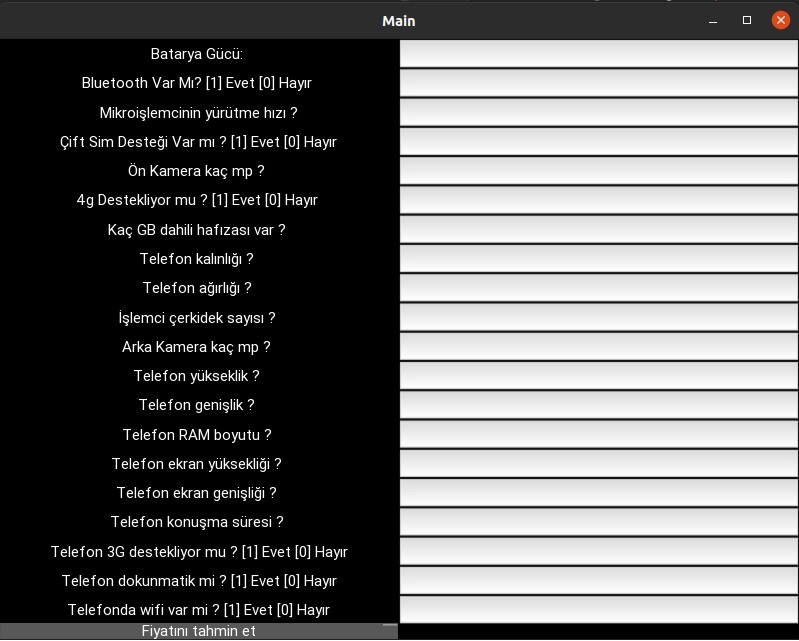 Main
Batarya Gücü:
Bluetooth Var Mı? [1] Evet [0] Hayır
Mikroişlemcinin yürütme hızı ?
Çift Sim Desteği Var mı ? [1] Evet [0] Hayır
Ön Kamera kaç mp ?
4g Destekliyor mu ? [1] Evet [0] Hayır
Kaç GB dahili hafızası var ?
Telefon kalınlığı ?
Telefon ağırlığı ?
İşlemci çerkidek sayısı ?
Arka Kamera kaç mp ?
Telefon yükseklik ?
Telefon genişlik ?
Telefon RAM boyutu ?
Telefon ekran yüksekliği ?
Telefon ekran genişliği ?
Telefon konuşma süresi ?
Telefon 3G destekliyor mu ? [1] Evet [0] Hayır
Telefon dokunmatik mi ? [1] Evet [0] Hayır
Telefonda wifi var mi ? [1] Evet [0] Hayır
Fiyatını tahmin et